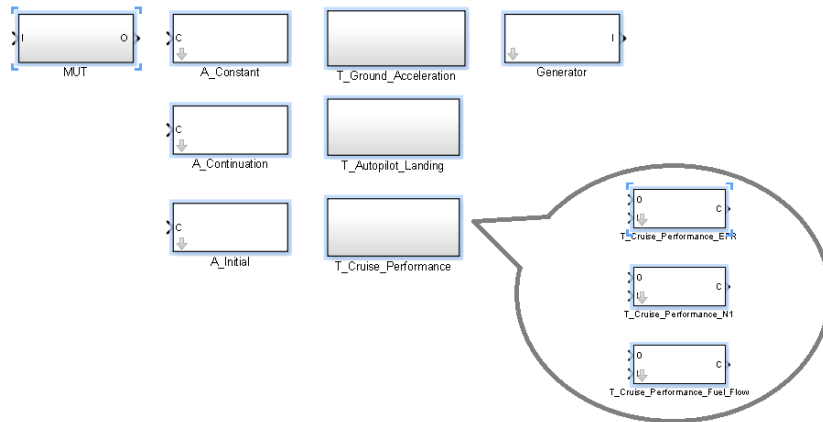 I O C I
MUT A_Constant T_Ground_Acceleration Generator
C
A_Continuation T_Autopilot_Landing
O
I C
T_Cruise_Performance_EPR
C
A_Initial T_Cruise_Performance
O
I C
T_Cruise_Performance_N1
O
I C
T_Cruise_Performance_Fuel_Flow